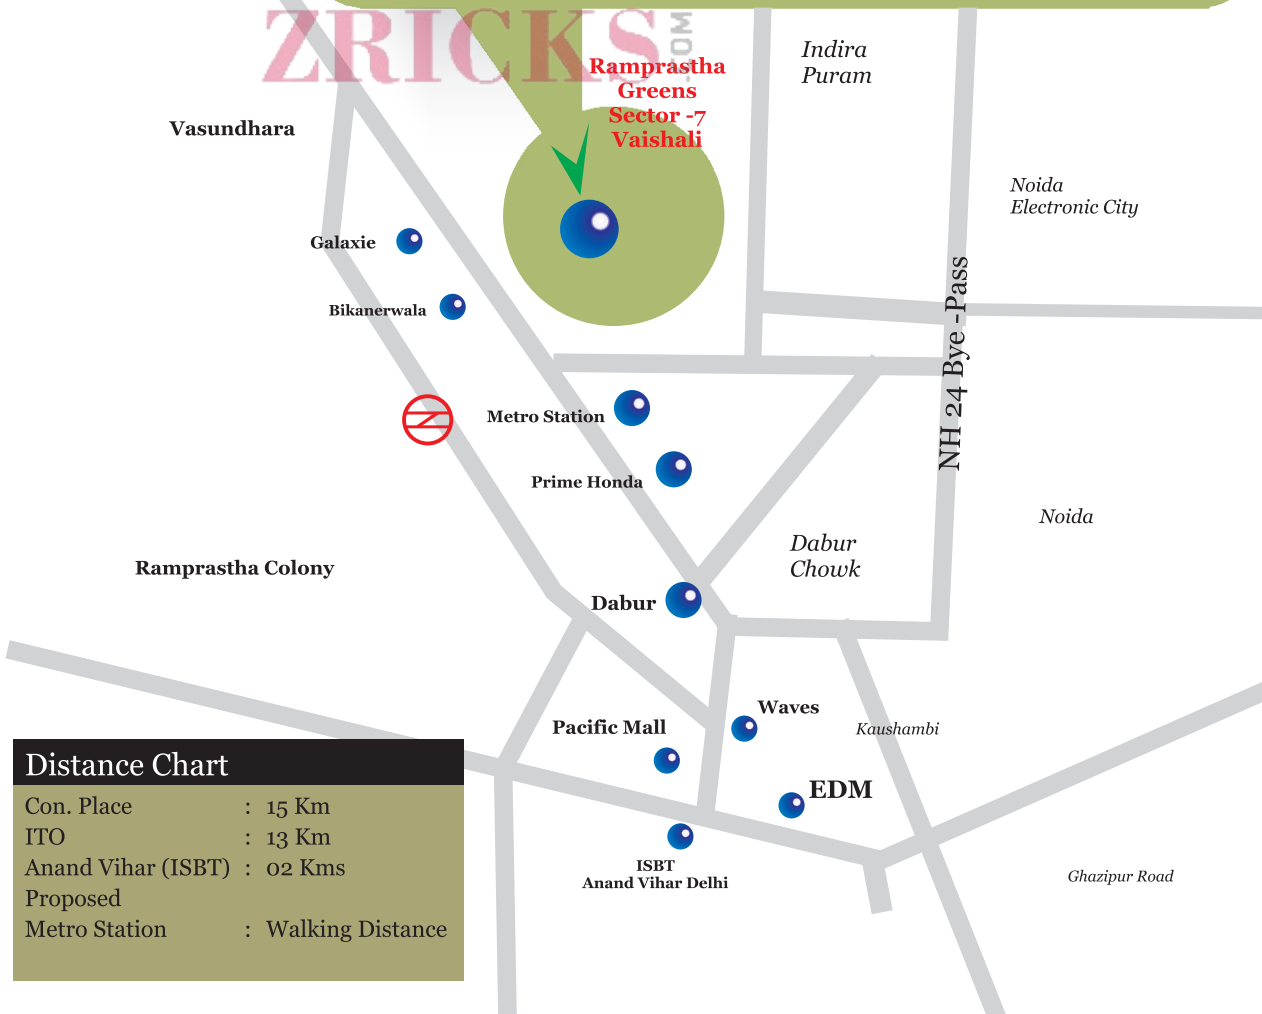 ZRICKS
.COM
Ramprastha
Greens
Sector -7
Vaishali
Indira
Puram
Vasundhara
Noida
Electronic City
Galaxie
Bikanerwala
NH 24 Bye -Pass
Metro Station
Prime Honda
Noida
Dabur
Chowk
Ramprastha Colony
Dabur
Waves
Pacific Mall
Kaushambi
EDM
ISBT
Anand Vihar Delhi
Ghazipur Road
Distance Chart
Con. Place : 15 Km
ITO : 13 Km
Anand Vihar (ISBT) : 02 Kms
Proposed
Metro Station : Walking Distance